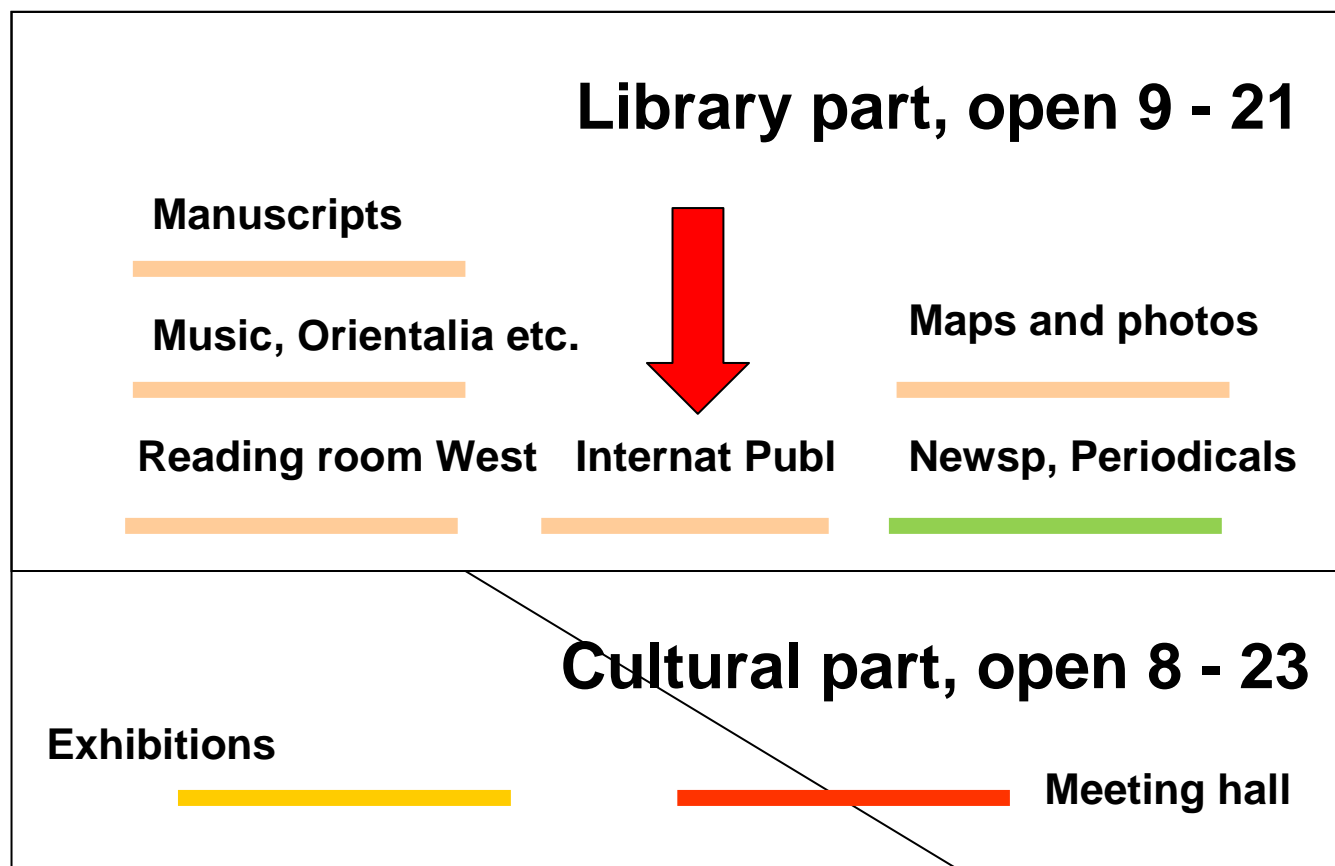 Library part, open 9 - 21
Manuscripts
Music, Orientalia etc.
Maps and photos
Reading room West
Internat Publ
Newsp, Periodicals
Cultural part, open 8 - 23
Exhibitions
Meeting hall